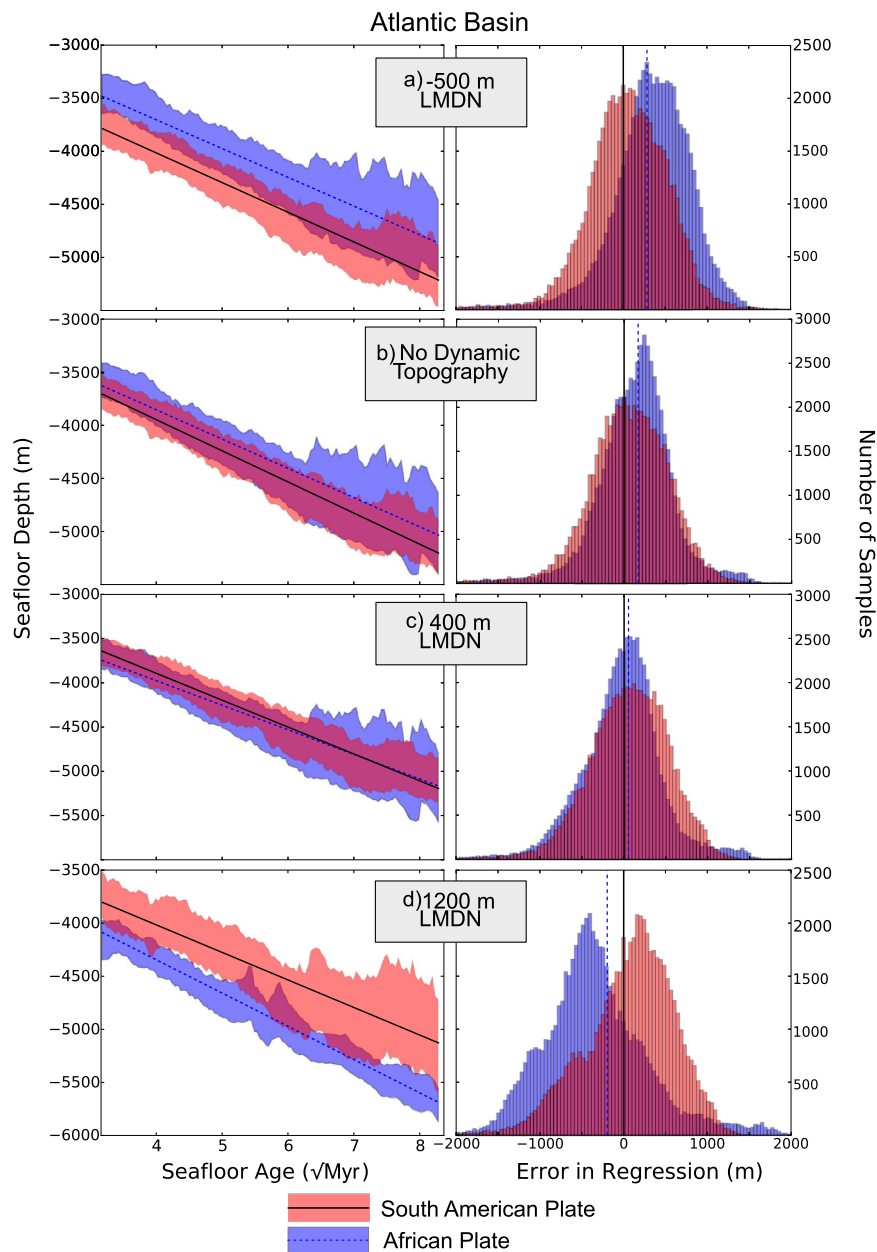 Atlantic Basin
−3000
−3500
−4000
−4500
−5000
a) -500 m
LMDN
2500
2000
1500
1000
500
−3000
−3500
−4000
−4500
−5000
b) No Dynamic
Topography
3000
2500
2000
1500
1000
500
−3000
−3500
−4000
−4500
−5000
−5500
c) 400 m
LMDN
3000
2500
2000
1500
1000
500
−3500
−4000
−4500
−5000
−5500
−6000
d)1200 m
LMDN
2500
2000
1500
1000
500
Seafloor Depth (m)
Number of Samples
4 5 6 7 8
−2000 −1000 0 1000 2000
Seafloor Age (√Myr)
Error in Regression (m)
South American Plate
African Plate